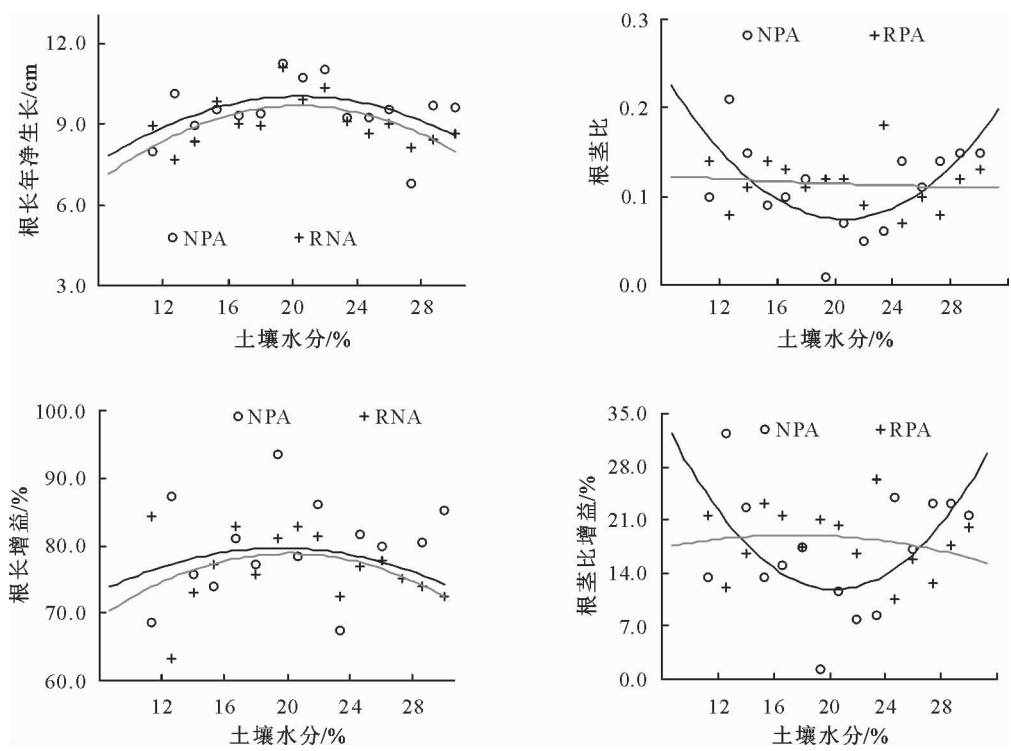 根长年净生长/cm
12.0
9.0
6.0
3.0
NPA RNA
12 16 20 24 28
土壤水分/%
根茎比
0.3
0.2
0.1
0.0
NPA RPA
12 16 20 24 28
土壤水分/%
根长增益/%
100.0
90.0
80.0
70.0
60.0
NPA RNA
12 16 20 24 28
土壤水分/%
根茎比增益/%
35.0
28.0
21.0
14.0
7.0
0.0
NPA RPA
12 16 20 24 28
土壤水分/%